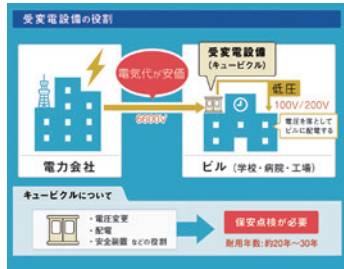 受変電設備の役割
受変電設備
(キュービクル)
電気代が安価
6600V
低圧
100V/200V
電圧を落として
ビルに配電する
電力会社
ビル（学校・病院・工場）
キュービクルについて
・電圧変更
・配電
・安全装置 などの役割
保安点検が必要
耐用年数:約20年〜30年